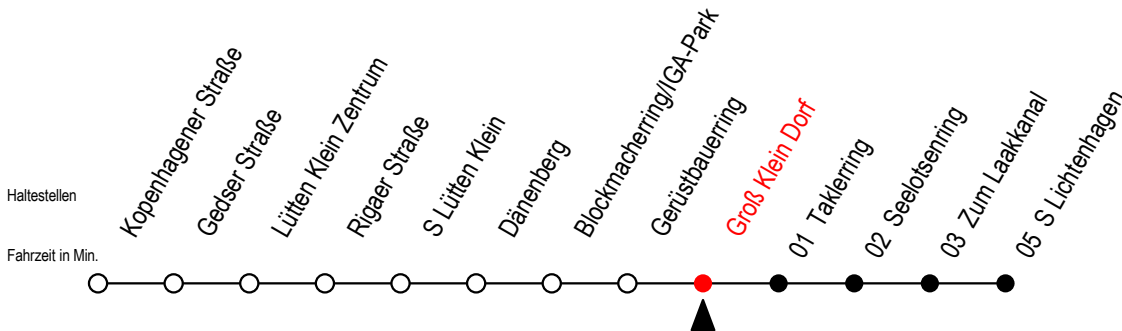 Haltestellen
Fahrzeit in Min.
Kopenhagener Straße
Gedser Straße
Lütten Klein Zentrum
Rigaer Straße
S Lütten Klein
Dänenberg
Blockmacherring/IGA-Park
Gerüstbauerring
Groß Klein Dorf
01 Taklerring
02 Seelotsenring
03 Zum Laakkanal
05 S Lichtenhagen